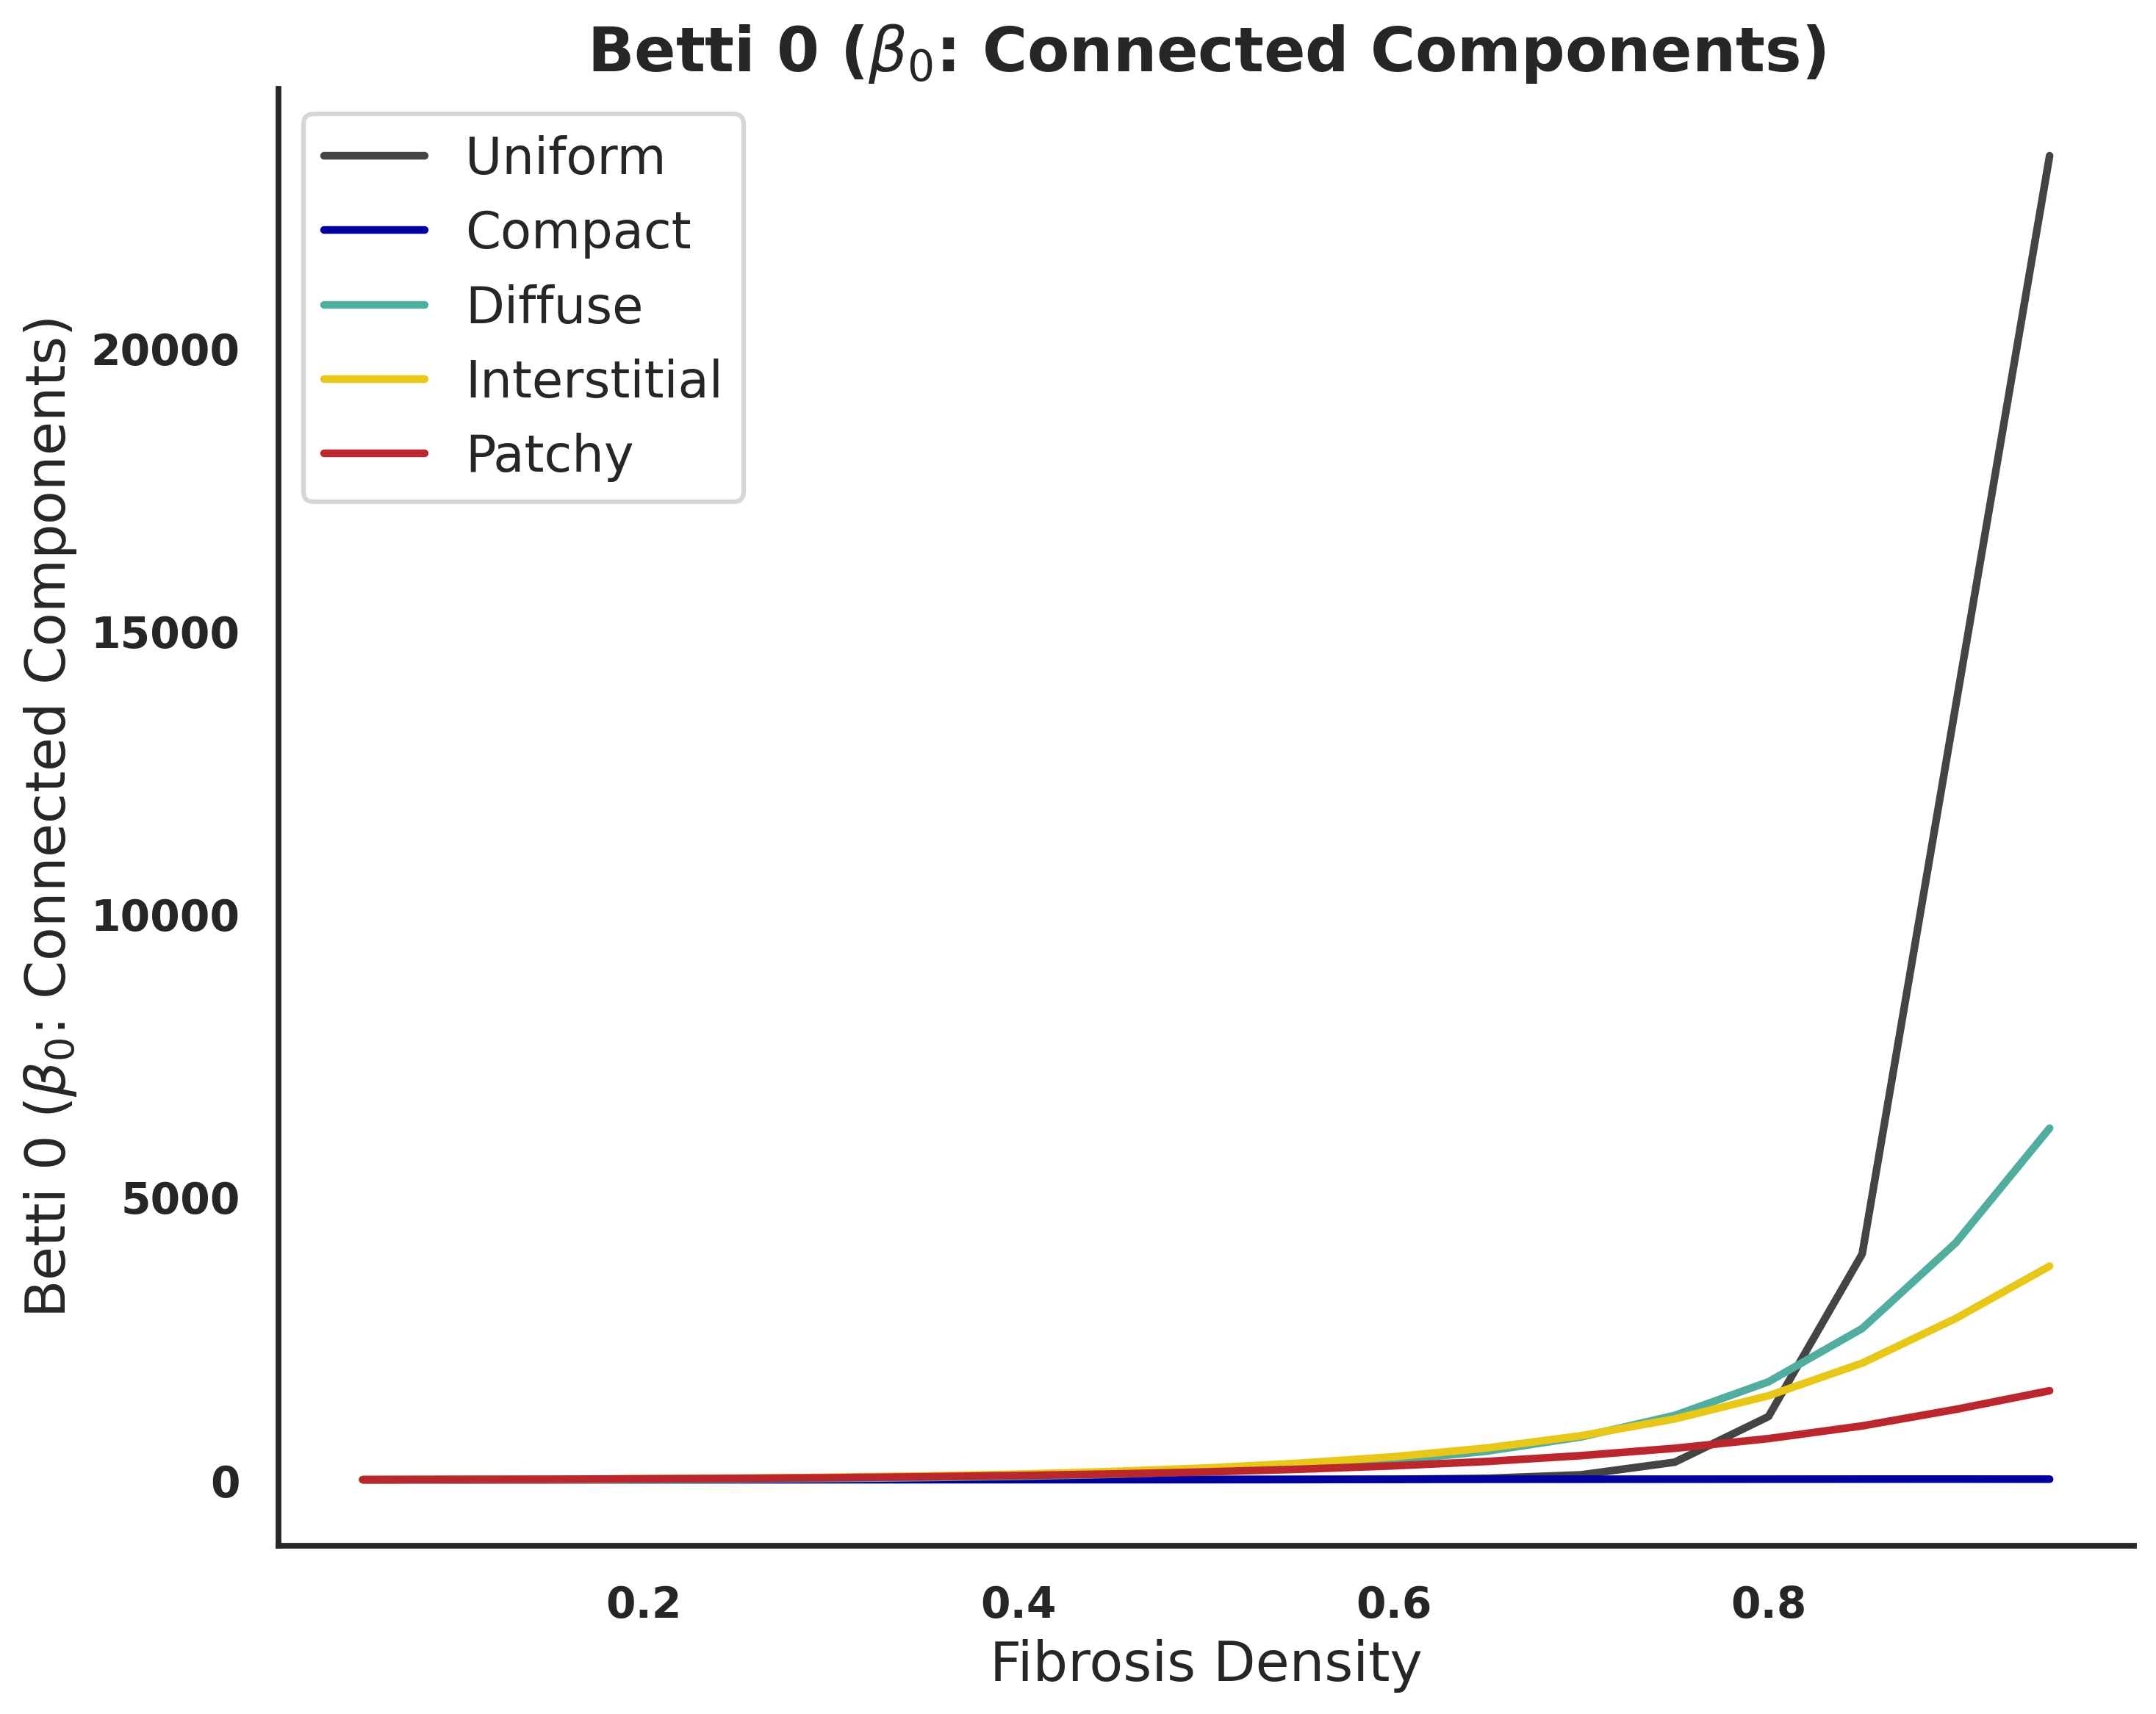 Betti 0 (β₀: Connected Components)
Uniform
Compact
Diffuse
Interstitial
Patchy
Betti 0 (β₀: Connected Components)
20000
15000
10000
5000
0
0.2 0.4 0.6 0.8
Fibrosis Density